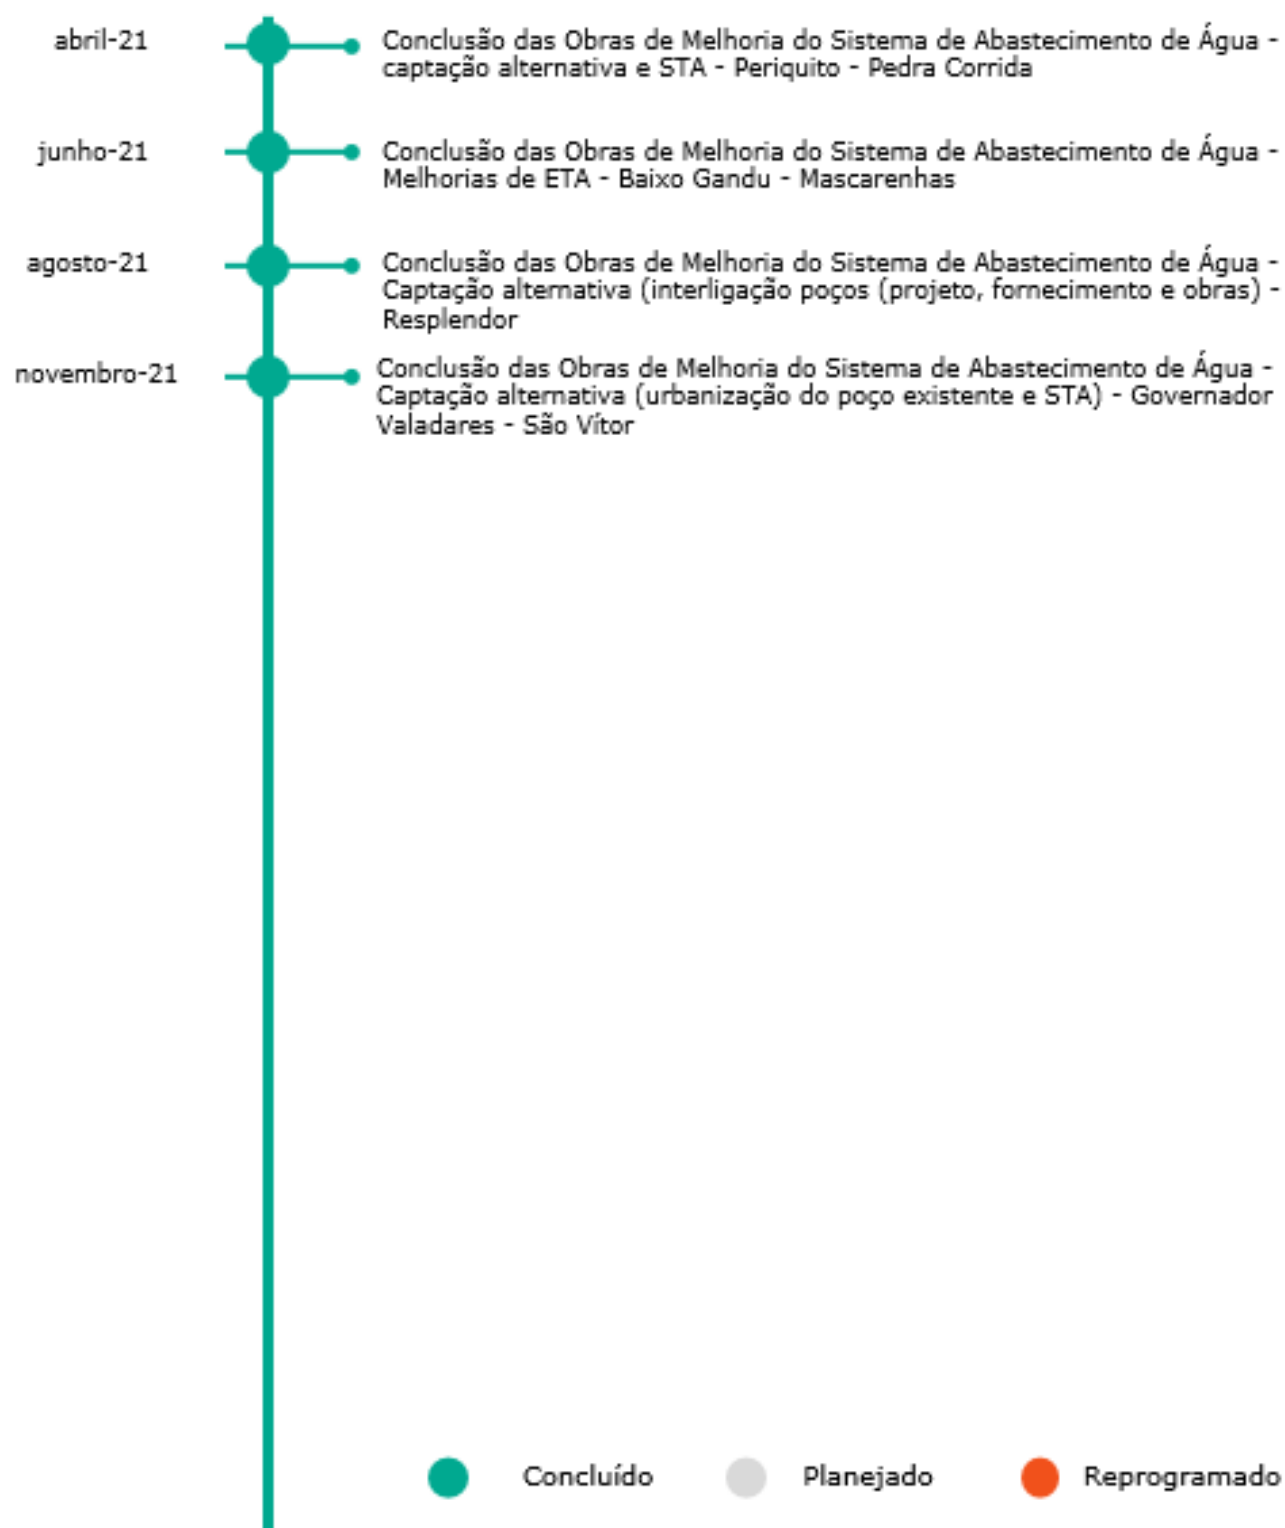 abril-21
Conclusão das Obras de Melhoria do Sistema de Abastecimento de Água -
captação alternativa e STA - Periquito - Pedra Corrida
junho-21
Conclusão das Obras de Melhoria do Sistema de Abastecimento de Água -
Melhorias de ETA - Baixo Gandu - Mascarenhas
agosto-21
Conclusão das Obras de Melhoria do Sistema de Abastecimento de Água -
Captação alternativa (interligação poços (projeto, fornecimento e obras) -
Resplendor
novembro-21
Conclusão das Obras de Melhoria do Sistema de Abastecimento de Água -
Captação alternativa (urbanização do poço existente e STA) - Governador
Valadares - São Vítor
Concluído
Planejado
Reprogramado